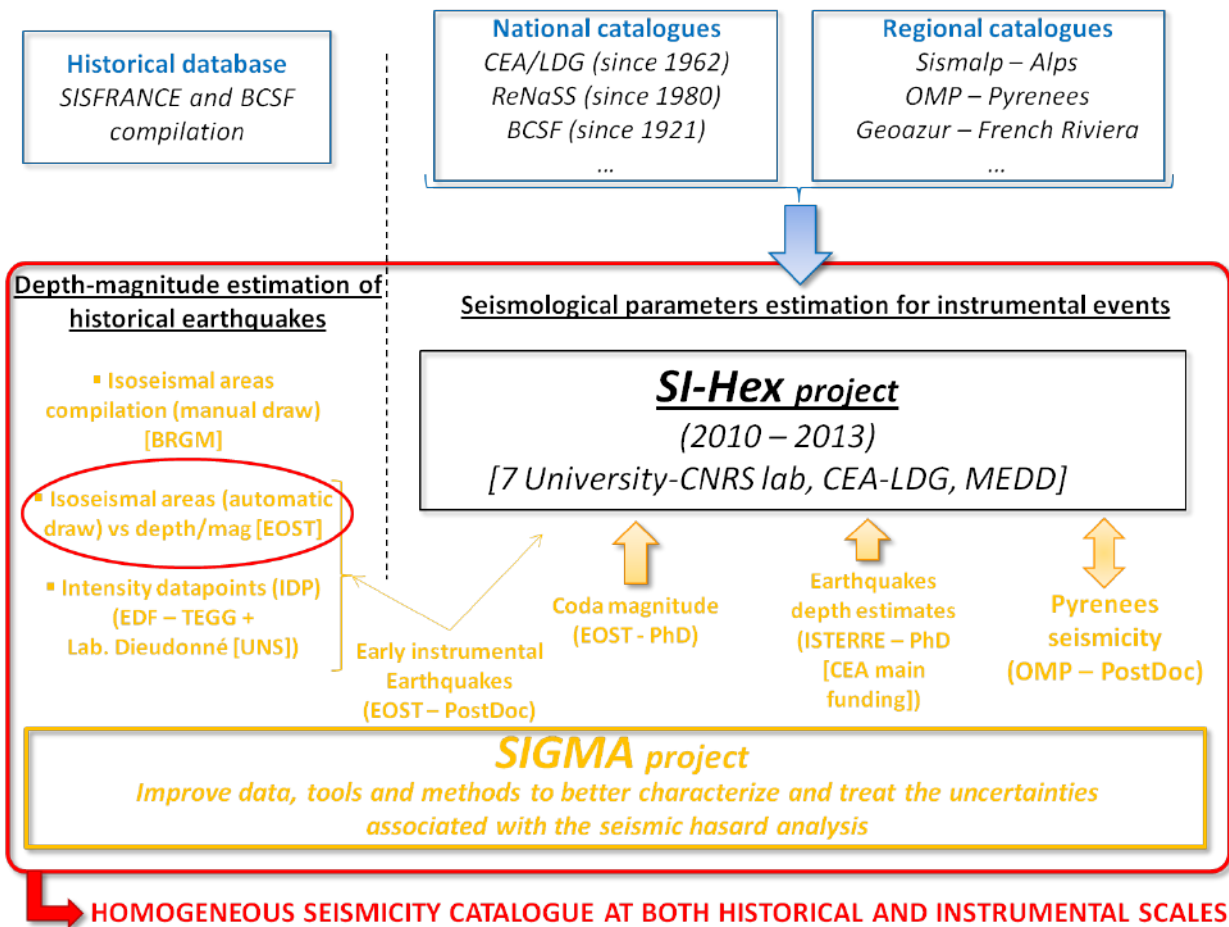 Historical database
SISFRANCE and BCSF
compilation
National catalogues
CEA/LDG (since 1962)
ReNaSS (since 1980)
BCSF (since 1921)
...
Regional catalogues
Sismalp – Alps
OMP – Pyrenees
Geoazur – French Riviera
...
Depth-magnitude estimation of
historical earthquakes
▪ Isoseismal areas
compilation (manual draw)
[BRGM]
▪ Isoseismal areas (automatic
draw) vs depth/mag [EOST]
▪ Intensity datapoints (IDP)
(EDF – TEGG +
Lab. Dieudonné [UNS])
Seismological parameters estimation for instrumental events
SI-Hex project
(2010 – 2013)
[7 University-CNRS lab, CEA-LDG, MEDD]
Early instrumental
Earthquakes
(EOST – PostDoc)
Coda magnitude
(EOST - PhD)
Earthquakes
depth estimates
(ISTERRE – PhD
[CEA main
funding])
Pyrenees
seismicity
(OMP – PostDoc)
SIGMA project
Improve data, tools and methods to better characterize and treat the uncertainties
associated with the seismic hasard analysis
HOMOGENEOUS SEISMICITY CATALOGUE AT BOTH HISTORICAL AND INSTRUMENTAL SCALES